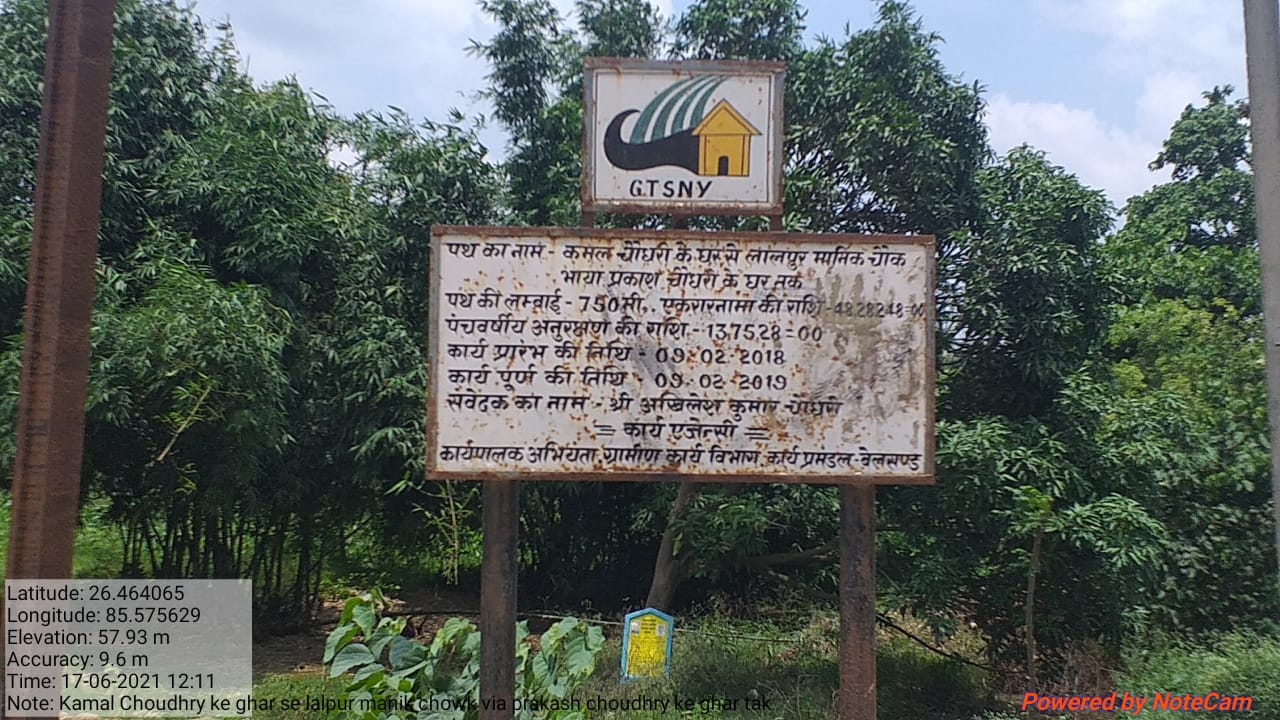 GTSNY
पथ का नाम - कमल चौधरी के घर से लालपुर मानिक चौक
भाया प्रकाश चौधरी के घर तक
पथ की लम्बाई - 750मी,. एकरारनामा की राशि - 4828248=00
पंचवर्षीय अनुरक्षण की राशि - 137528=00
कार्य प्रारंभ की तिथि - 09.02.2018
कार्य पूर्ण की तिथि - 09.02.2019
संवेदक का नाम - श्री अखिलेश कुमार चौधरी
= कार्य एजेन्सी =
कार्यपालक अभियंता, ग्रामीण कार्य विभाग, कार्य प्रमंडल-बेलसण्ड
Latitude: 26.464065
Longitude: 85.575629
Elevation: 57.93 m
Accuracy: 9.6 m
Time: 17-06-2021 12:11
Note: Kamal Choudhry ke ghar se lalpur manik chowk via prakash choudhry ke ghar tak
Powered by NoteCam